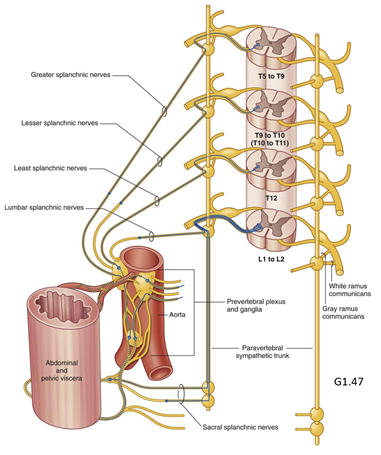 T5 to T9
Greater splanchnic nerves
Lesser splanchnic nerves
T9 to T10
(T10 to T11)
Least splanchnic nerves
T12
Lumbar splanchnic nerves
L1 to L2
White ramus
communicans
Gray ramus
communicans
Prevertebral plexus
and ganglia
Aorta
Paravertebral
sympathetic trunk
Abdominal
and
pelvic viscera
G1.47
Sacral splanchnic nerves